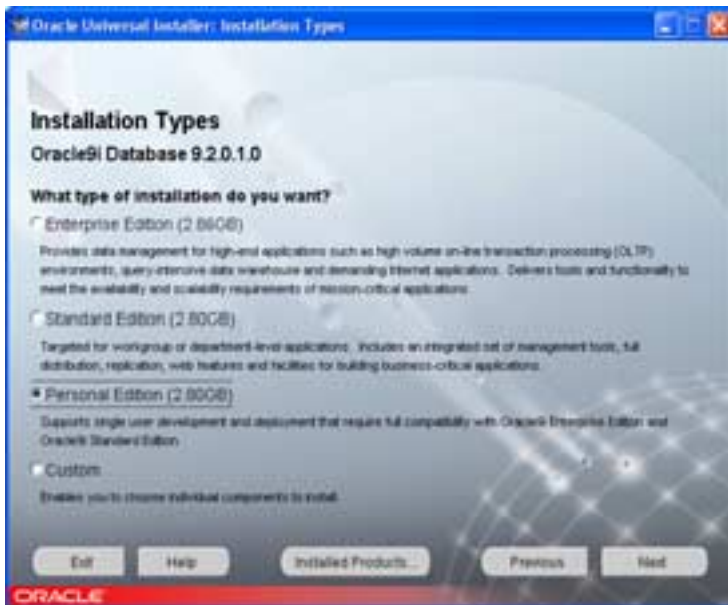 Oracle Universal Installer: Installation Types
Installation Types
Oracle9i Database 9.2.0.1.0
What type of installation do you want?
Enterprise Edition (2.86GB)
Provides data management for high-end applications such as high volume on-line transaction processing (OLTP)
environments, query-intensive data warehouse and demanding Internet applications. Delivers tools and functionality to
meet the availability and scalability requirements of mission-critical applications.
Standard Edition (2.80GB)
Targeted for workgroup or department-level applications. Includes an integrated set of management tools, full
distribution, replication, web features and facilities for building business-critical applications.
Personal Edition (2.80GB)
Supports single user development and deployment that require full compatibility with Oracle9i Enterprise Edition and
Oracle9i Standard Edition.
Custom
Enables you to choose individual components to install.
Exit Help Installed Products... Previous Next
ORACLE